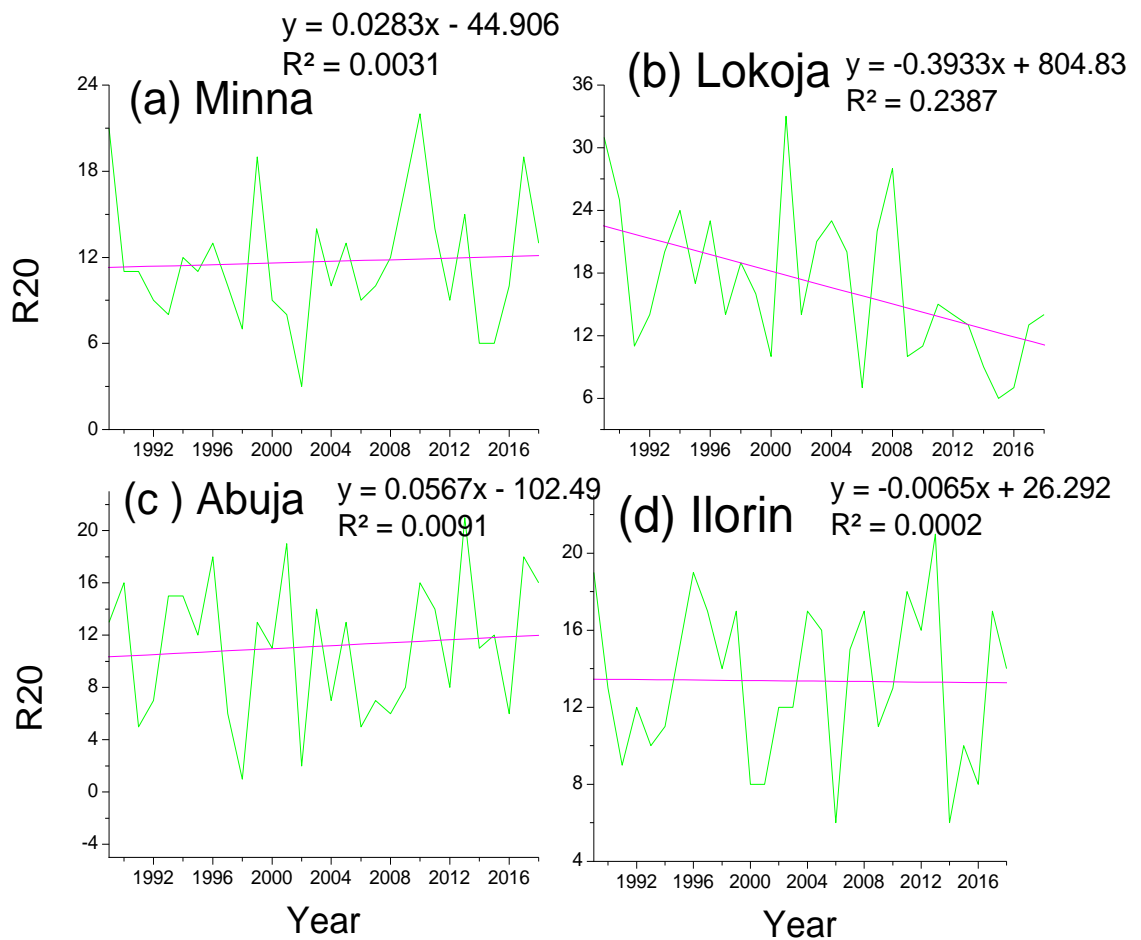 y = 0.0283x - 44.906
R² = 0.0031
(a) Minna
24
18
12
6
0
R20
1992 1996 2000 2004 2008 2012 2016
y = -0.3933x + 804.83
R² = 0.2387
(b) Lokoja
36
30
24
18
12
6
1992 1996 2000 2004 2008 2012 2016
(c ) Abuja
y = 0.0567x - 102.49
R² = 0.0091
20
16
12
8
4
0
-4
R20
1992 1996 2000 2004 2008 2012 2016
Year
y = -0.0065x + 26.292
R² = 0.0002
(d) Ilorin
20
16
12
8
4
1992 1996 2000 2004 2008 2012 2016
Year